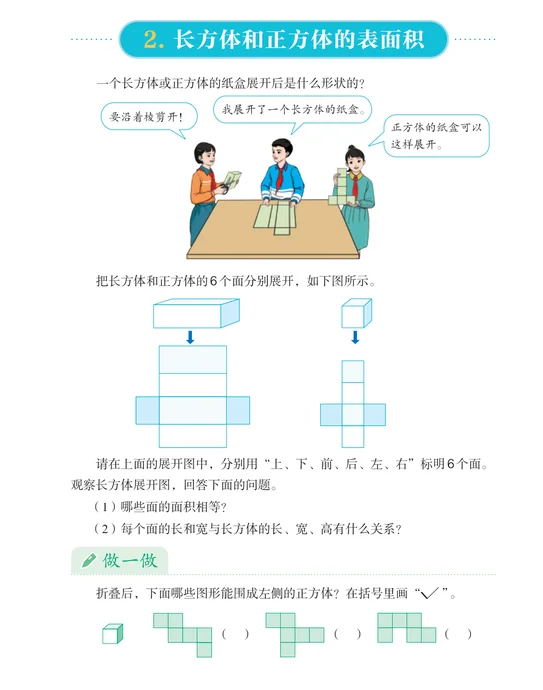 2. 长方体和正方体的表面积
一个长方体或正方体的纸盒展开后是什么形状的?
要沿着棱剪开!
我展开了一个长方体的纸盒。
正方体的纸盒可以
这样展开。
把长方体和正方体的6个面分别展开，如下图所示。
请在上面的展开图中，分别用“上、下、前、后、左、右”标明6个面。
观察长方体展开图，回答下面的问题。
（1）哪些面的面积相等?
（2）每个面的长和宽与长方体的长、宽、高有什么关系?
做一做
折叠后，下面哪些图形能围成左侧的正方体? 在括号里画“✓”。
（ ） （ ） （ ）